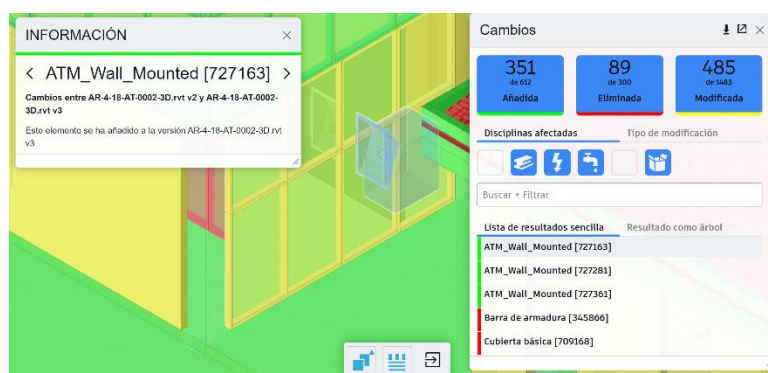 INFORMACIÓN
ATM_Wall_Mounted [727163]
Cambios entre AR-4-18-AT-0002-3D.rvt v2 y AR-4-18-AT-0002-
3D.rvt v3
Este elemento se ha añadido a la versión AR-4-18-AT-0002-3D.rvt
v3
Cambios
351
de 612
Añadida
89
de 300
Eliminada
485
de 1483
Modificada
Disciplinas afectadas
Tipo de modificación
Buscar + Filtrar
Lista de resultados sencilla
Resultado como árbol
ATM_Wall_Mounted [727163]
ATM_Wall_Mounted [727281]
ATM_Wall_Mounted [727361]
Barra de armadura [345866]
Cubierta básica [709168]